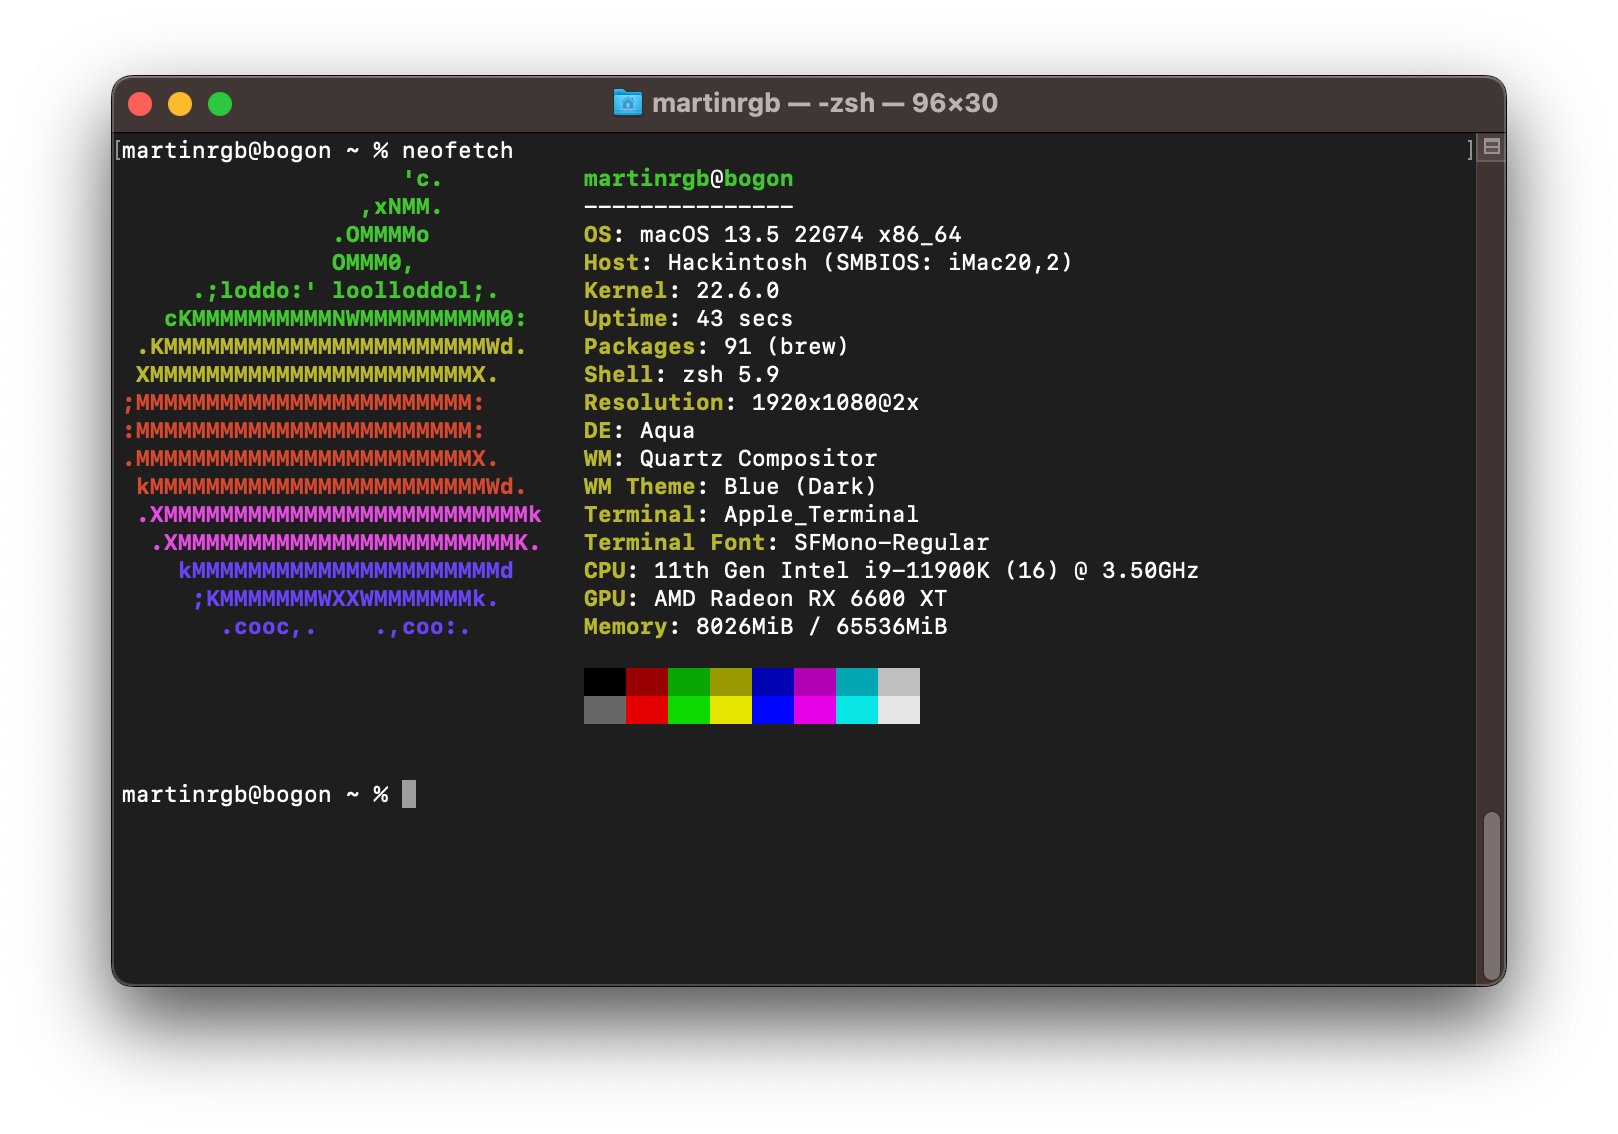 martinrgb — -zsh — 96×30
[martinrgb@bogon ~ % neofetch ]
'c. martinrgb@bogon
,xNMM. ---------------
.OMMMMo OS: macOS 13.5 22G74 x86_64
OMMM0, Host: Hackintosh (SMBIOS: iMac20,2)
.;loddo:' loolloddol;. Kernel: 22.6.0
cKMMMMMMMMMMNWMMMMMMMMMM0: Uptime: 43 secs
.KMMMMMMMMMMMMMMMMMMMMMMMWd. Packages: 91 (brew)
XMMMMMMMMMMMMMMMMMMMMMMMX. Shell: zsh 5.9
;MMMMMMMMMMMMMMMMMMMMMMMM: Resolution: 1920x1080@2x
:MMMMMMMMMMMMMMMMMMMMMMMM: DE: Aqua
.MMMMMMMMMMMMMMMMMMMMMMMMX. WM: Quartz Compositor
kMMMMMMMMMMMMMMMMMMMMMMMMWd. WM Theme: Blue (Dark)
.XMMMMMMMMMMMMMMMMMMMMMMMMMMk Terminal: Apple_Terminal
.XMMMMMMMMMMMMMMMMMMMMMMMMK. Terminal Font: SFMono-Regular
kMMMMMMMMMMMMMMMMMMMMMMd CPU: 11th Gen Intel i9-11900K (16) @ 3.50GHz
;KMMMMMMMWXXWMMMMMMMk. GPU: AMD Radeon RX 6600 XT
.cooc,. .,coo:. Memory: 8026MiB / 65536MiB
martinrgb@bogon ~ %